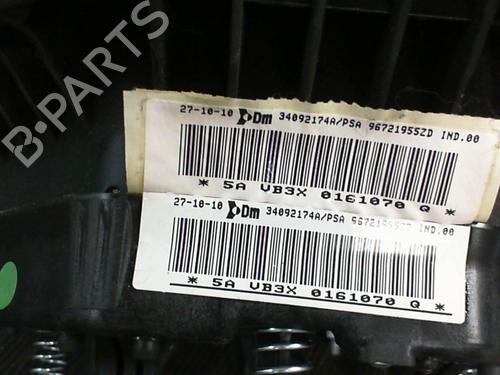 B-PARTS
27-10-10 Dm 34092174A/PSA 96721955ZD IND.00
* 5A VB3X 0161070 Q *
27-10-10 Dm 34092174A/PSA 96721955ZD IND.00
* 5A VB3X 0161070 Q *